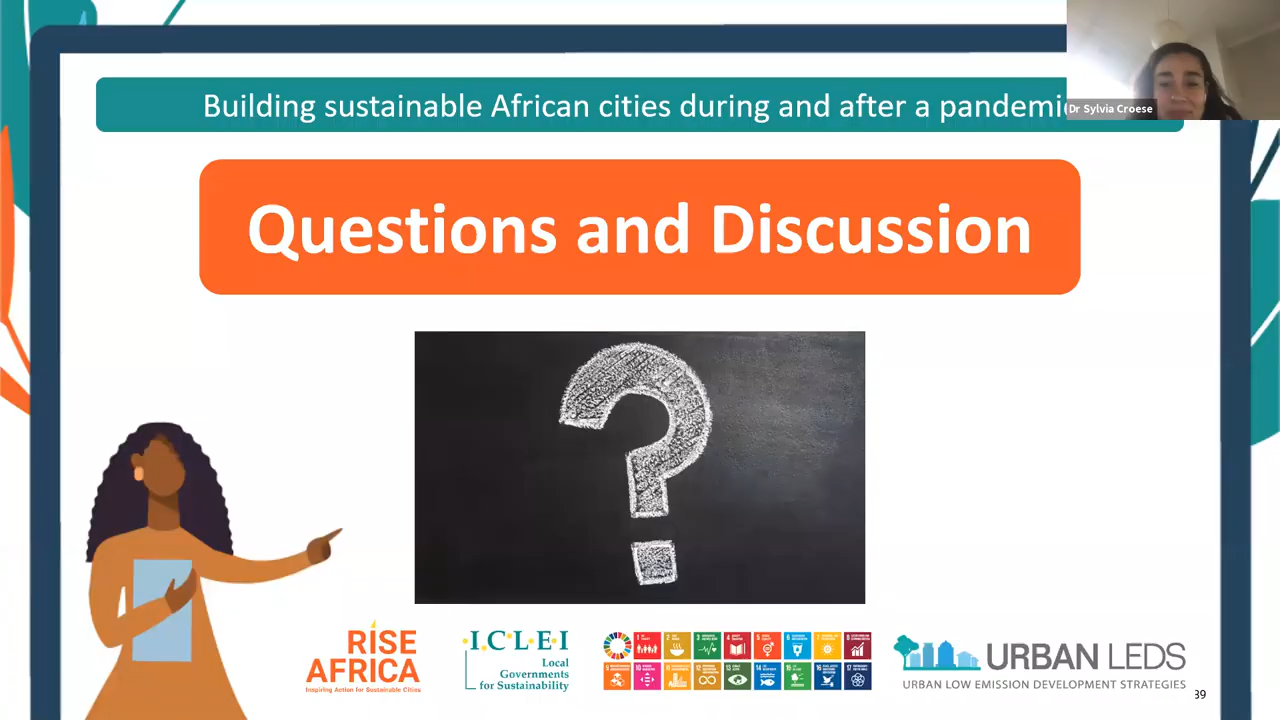 Building sustainable African cities during and after a pandemi
Dr Sylvia Croese
Questions and Discussion
?
RISE
AFRICA
Inspiring Action for Sustainable Cities
I.C.L.E.I
Local
Governments
for Sustainability
URBAN LEDS
URBAN LOW EMISSION DEVELOPMENT STRATEGIES
39